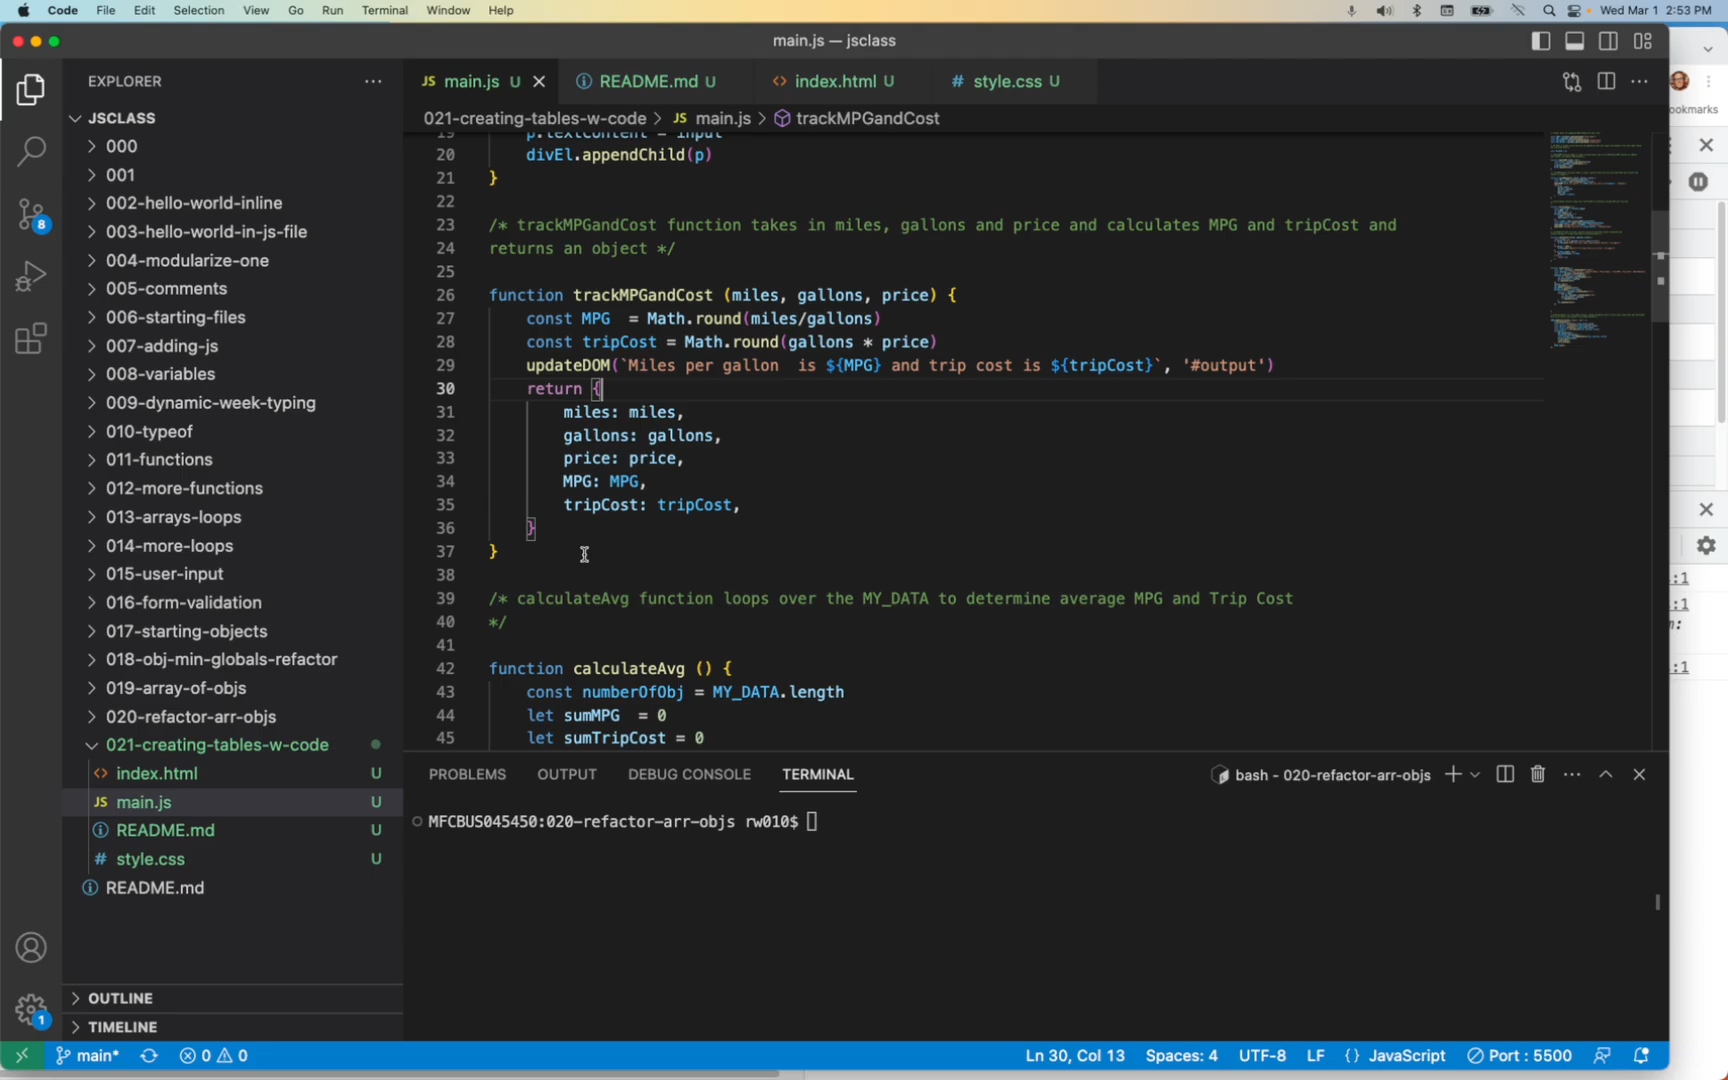 Code File Edit Selection View Go Run Terminal Window Help Wed Mar 1 2:53 PM
main.js — jsclass
EXPLORER
JSCLASS
000
001
002-hello-world-inline
003-hello-world-in-js-file
004-modularize-one
005-comments
006-starting-files
007-adding-js
008-variables
009-dynamic-week-typing
010-typeof
011-functions
012-more-functions
013-arrays-loops
014-more-loops
015-user-input
016-form-validation
017-starting-objects
018-obj-min-globals-refactor
019-array-of-objs
020-refactor-arr-objs
021-creating-tables-w-code
index.html U
JS main.js U
README.md U
# style.css U
README.md
OUTLINE
TIMELINE
8
1
JS main.js U README.md U index.html U # style.css U
021-creating-tables-w-code > JS main.js > trackMPGandCost
19 p.textContent = input
20 divEl.appendChild(p)
21 }
22
23 /* trackMPGandCost function takes in miles, gallons and price and calculates MPG and tripCost and
24 returns an object */
25
26 function trackMPGandCost (miles, gallons, price) {
27 const MPG  = Math.round(miles/gallons)
28 const tripCost = Math.round(gallons * price)
29 updateDOM(`Miles per gallon  is ${MPG} and trip cost is ${tripCost}`, '#output')
30 return {
31 miles: miles,
32 gallons: gallons,
33 price: price,
34 MPG: MPG,
35 tripCost: tripCost,
36 }
37 }
38
39 /* calculateAvg function loops over the MY_DATA to determine average MPG and Trip Cost
40 */
41
42 function calculateAvg () {
43 const numberOfObj = MY_DATA.length
44 let sumMPG  = 0
45 let sumTripCost = 0
PROBLEMS OUTPUT DEBUG CONSOLE TERMINAL bash - 020-refactor-arr-objs
MFCBUS045450:020-refactor-arr-objs rw010$
main* 0 0 Ln 30, Col 13 Spaces: 4 UTF-8 LF {} JavaScript Port : 5500
ookmarks
:1
:1
:1